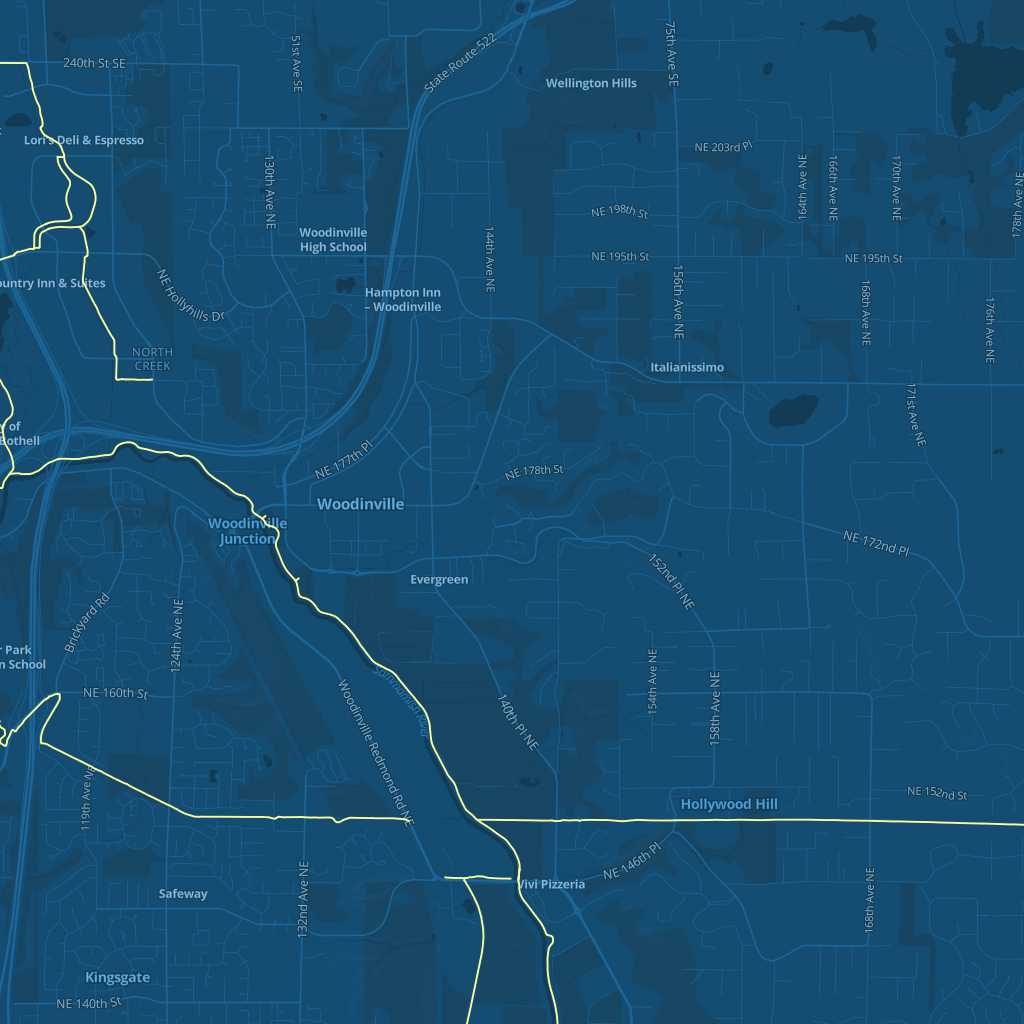 240th St SE
51st Ave SE
State Route 522
75th Ave SE
Wellington Hills
Lori's Deli & Espresso
130th Ave NE
NE 203rd Pl
164th Ave NE
166th Ave NE
170th Ave NE
178th Ave NE
Woodinville
High School
144th Ave NE
NE 198th St
NE 195th St
NE 195th St
ountry Inn & Suites
NE Hollyhills Dr
Hampton Inn
– Woodinville
156th Ave NE
168th Ave NE
176th Ave NE
NORTH
CREEK
Italianissimo
171st Ave NE
y of
Bothell
NE 177th Pl
NE 178th St
Woodinville
Woodinville
Junction
NE 172nd Pl
Evergreen
152nd Pl NE
Brickyard Rd
124th Ave NE
r Park
n School
NE 160th St
Woodinville Redmond Rd NE
Sammamish River
140th Pl NE
154th Ave NE
158th Ave NE
119th Ave NE
Hollywood Hill
NE 152nd St
NE 146th Pl
Vivi Pizzeria
Safeway
132nd Ave NE
168th Ave NE
Kingsgate
NE 140th St